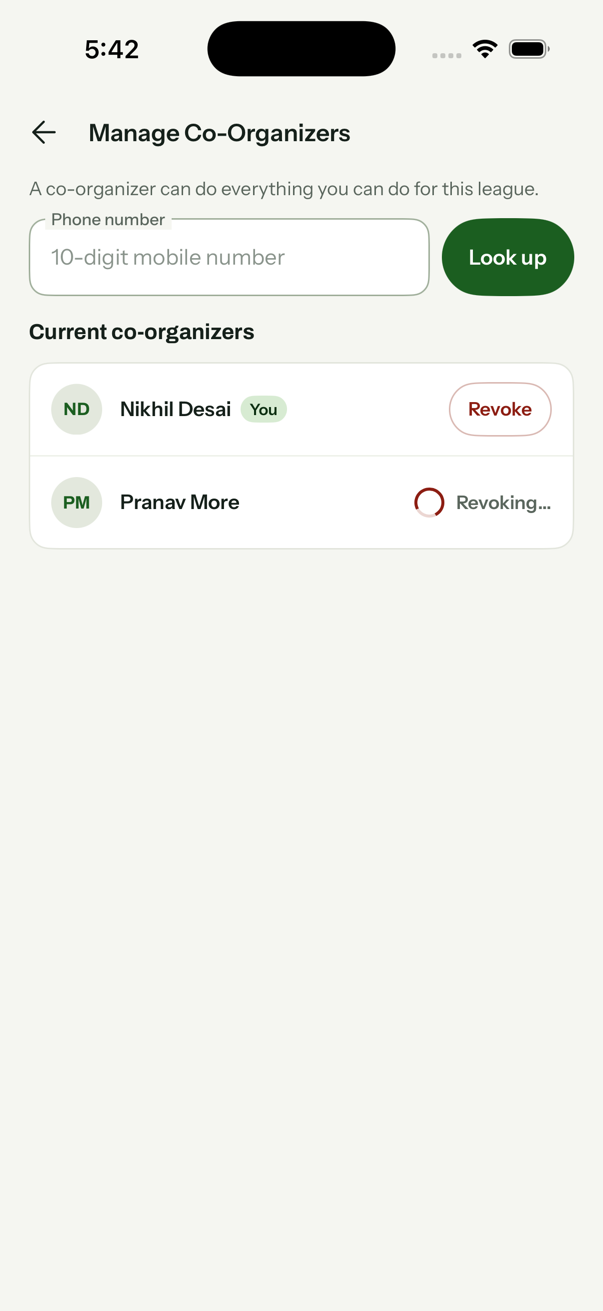 5:42
Manage Co-Organizers
A co-organizer can do everything you can do for this league.
Phone number
10-digit mobile number
Look up
Current co-organizers
ND Nikhil Desai You Revoke
PM Pranav More Revoking...